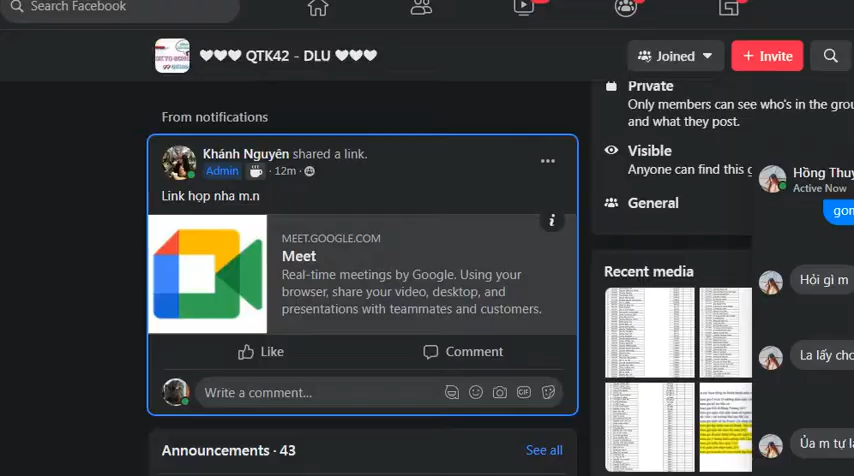 Search Facebook
♥♥♥ QTK42 - DLU ♥♥♥
Joined
+ Invite
From notifications
Khánh Nguyên shared a link.
Admin · 12m ·
Link họp nha m.n
MEET.GOOGLE.COM
Meet
Real-time meetings by Google. Using your
browser, share your video, desktop, and
presentations with teammates and customers.
Like
Comment
Write a comment...
GIF
Announcements · 43
See all
Private
Only members can see who's in the grou
and what they post.
Visible
Anyone can find this g
General
Recent media
Hồng Thuy
Active Now
gor
Hỏi gì m
La lấy cho
Ủa m tự la